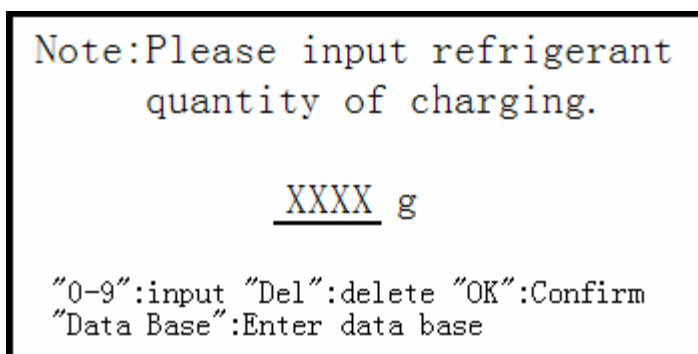 Note:Please input refrigerant
quantity of charging.
XXXX g
"0-9":input "Del":delete "OK":Confirm
"Data Base":Enter data base